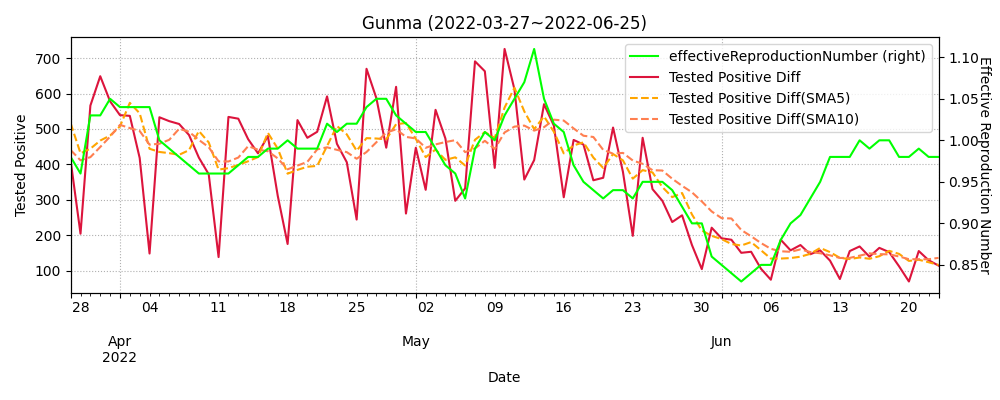 Gunma (2022-03-27~2022-06-25)
700
600
500
400
300
200
100
Tested Positive
effectiveReproductionNumber (right)
Tested Positive Diff
Tested Positive Diff(SMA5)
Tested Positive Diff(SMA10)
1.10
1.05
1.00
0.95
0.90
0.85
Effective Reproduction Number
28 04 11 18 25 02 09 16 23 30 06 13 20
Apr May Jun
2022
Date